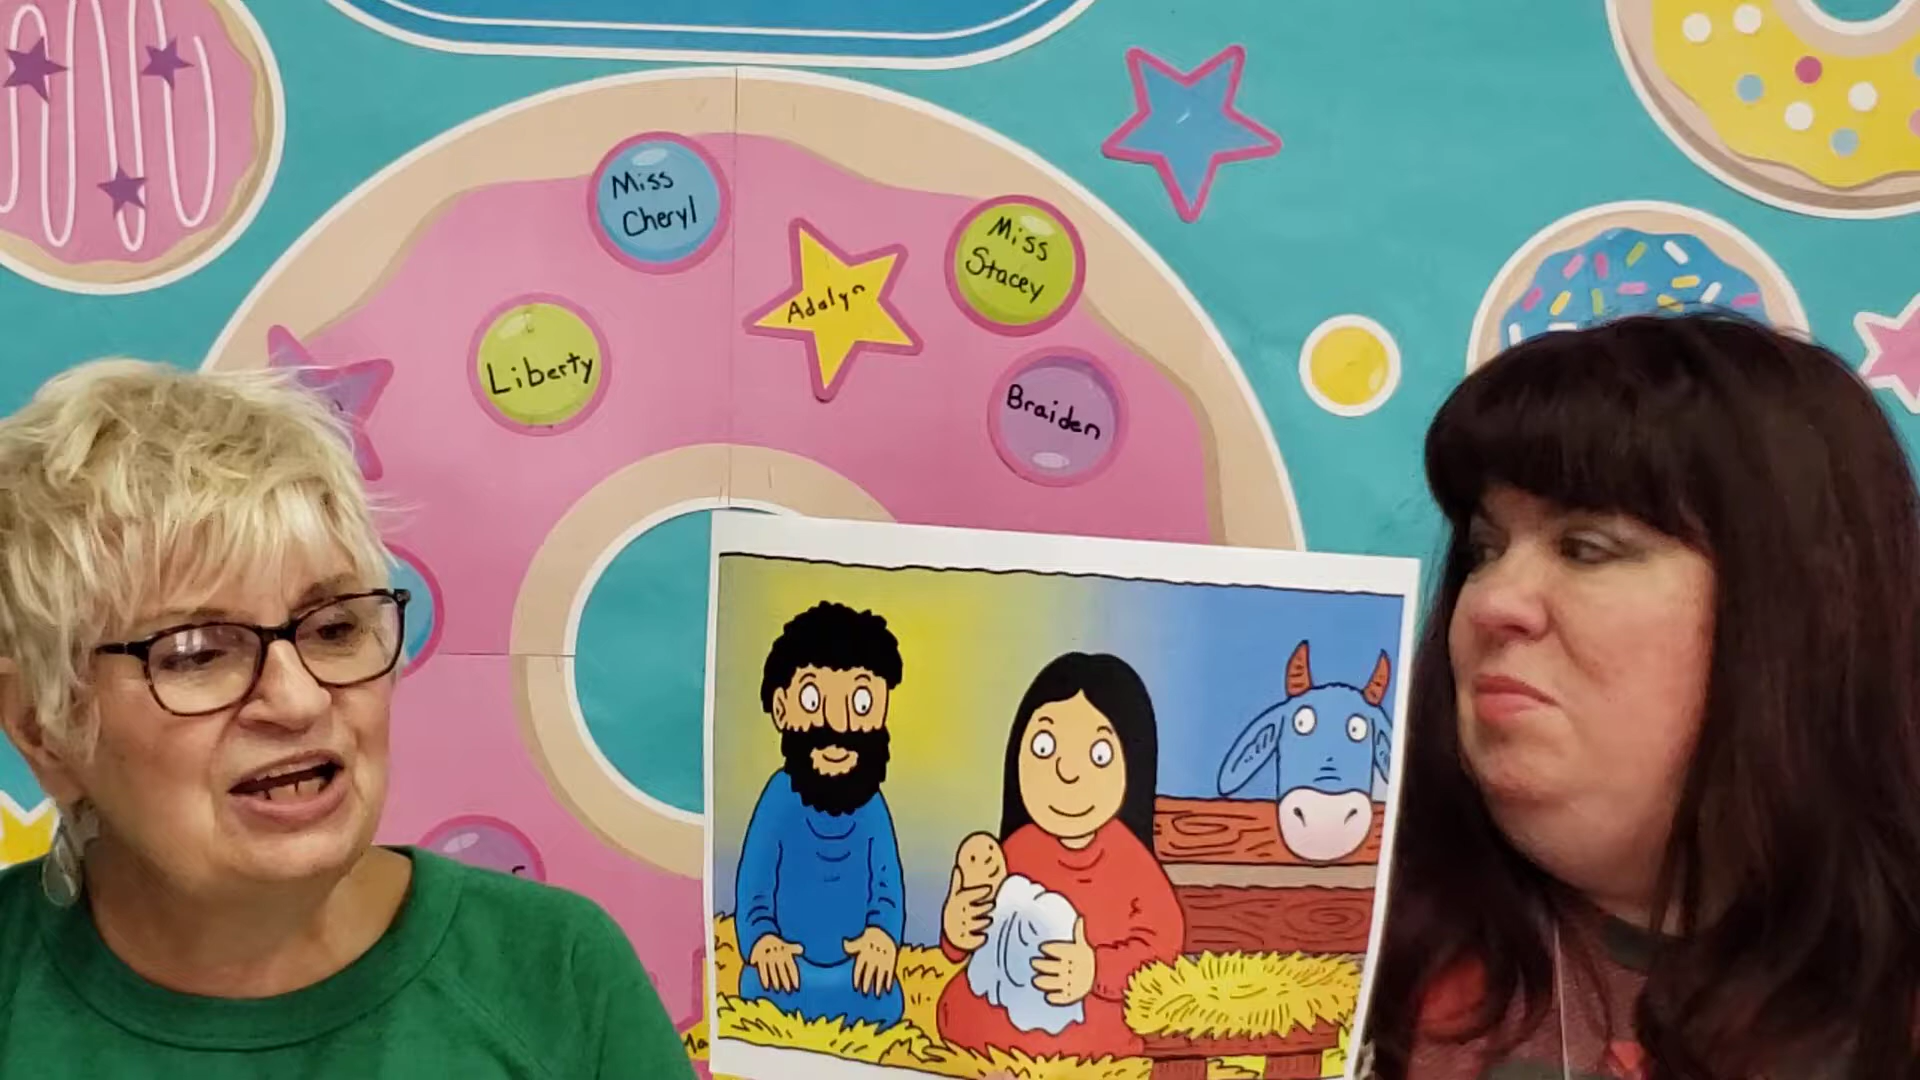 Miss
Cheryl
Miss
Stacey
Adalyn
Liberty
Braiden